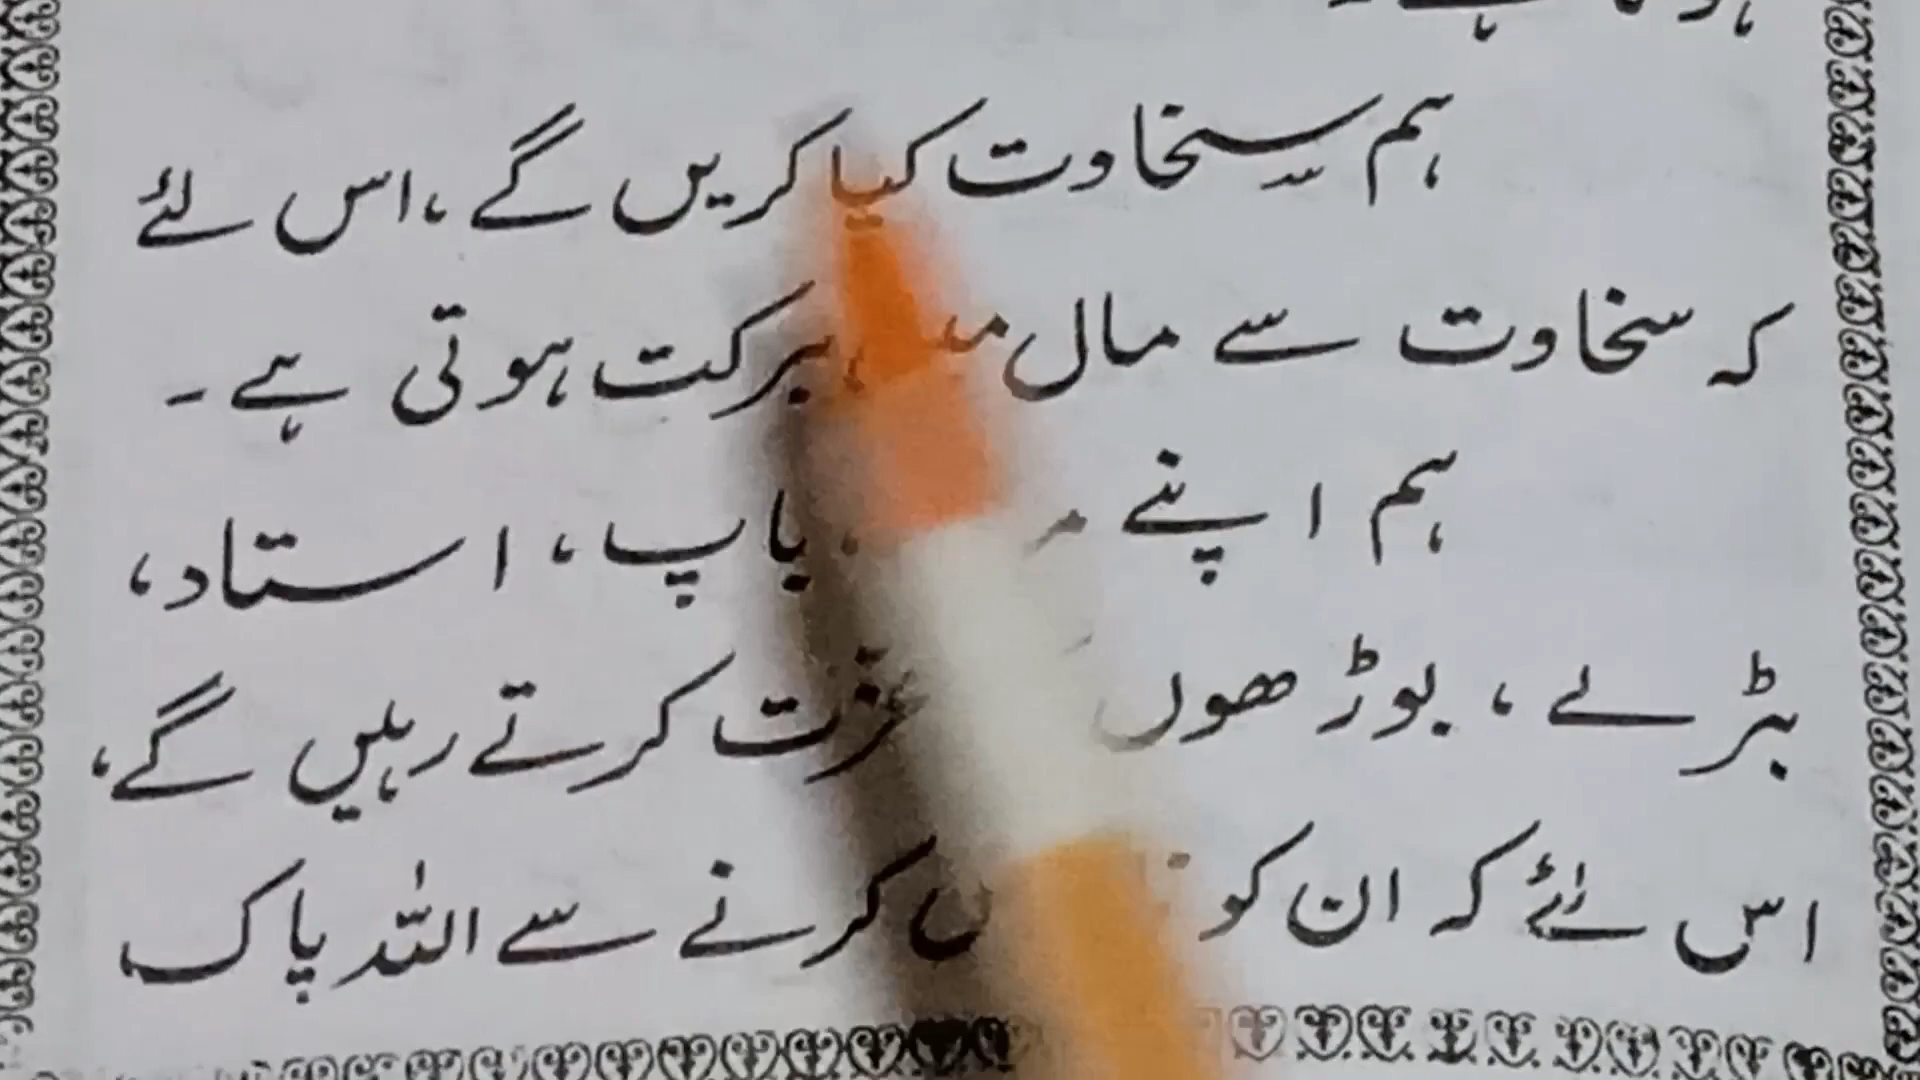 ہم سخاوت کیا کریں گے، اس لئے
کہ سخاوت سے مال برکت ہوتی ہے۔
ہم اپنے باپ، استاد،
بڑے، بوڑھوں عزت کرتے رہیں گے،
اس لئے کہ ان کو کرنے سے اللہ پاک